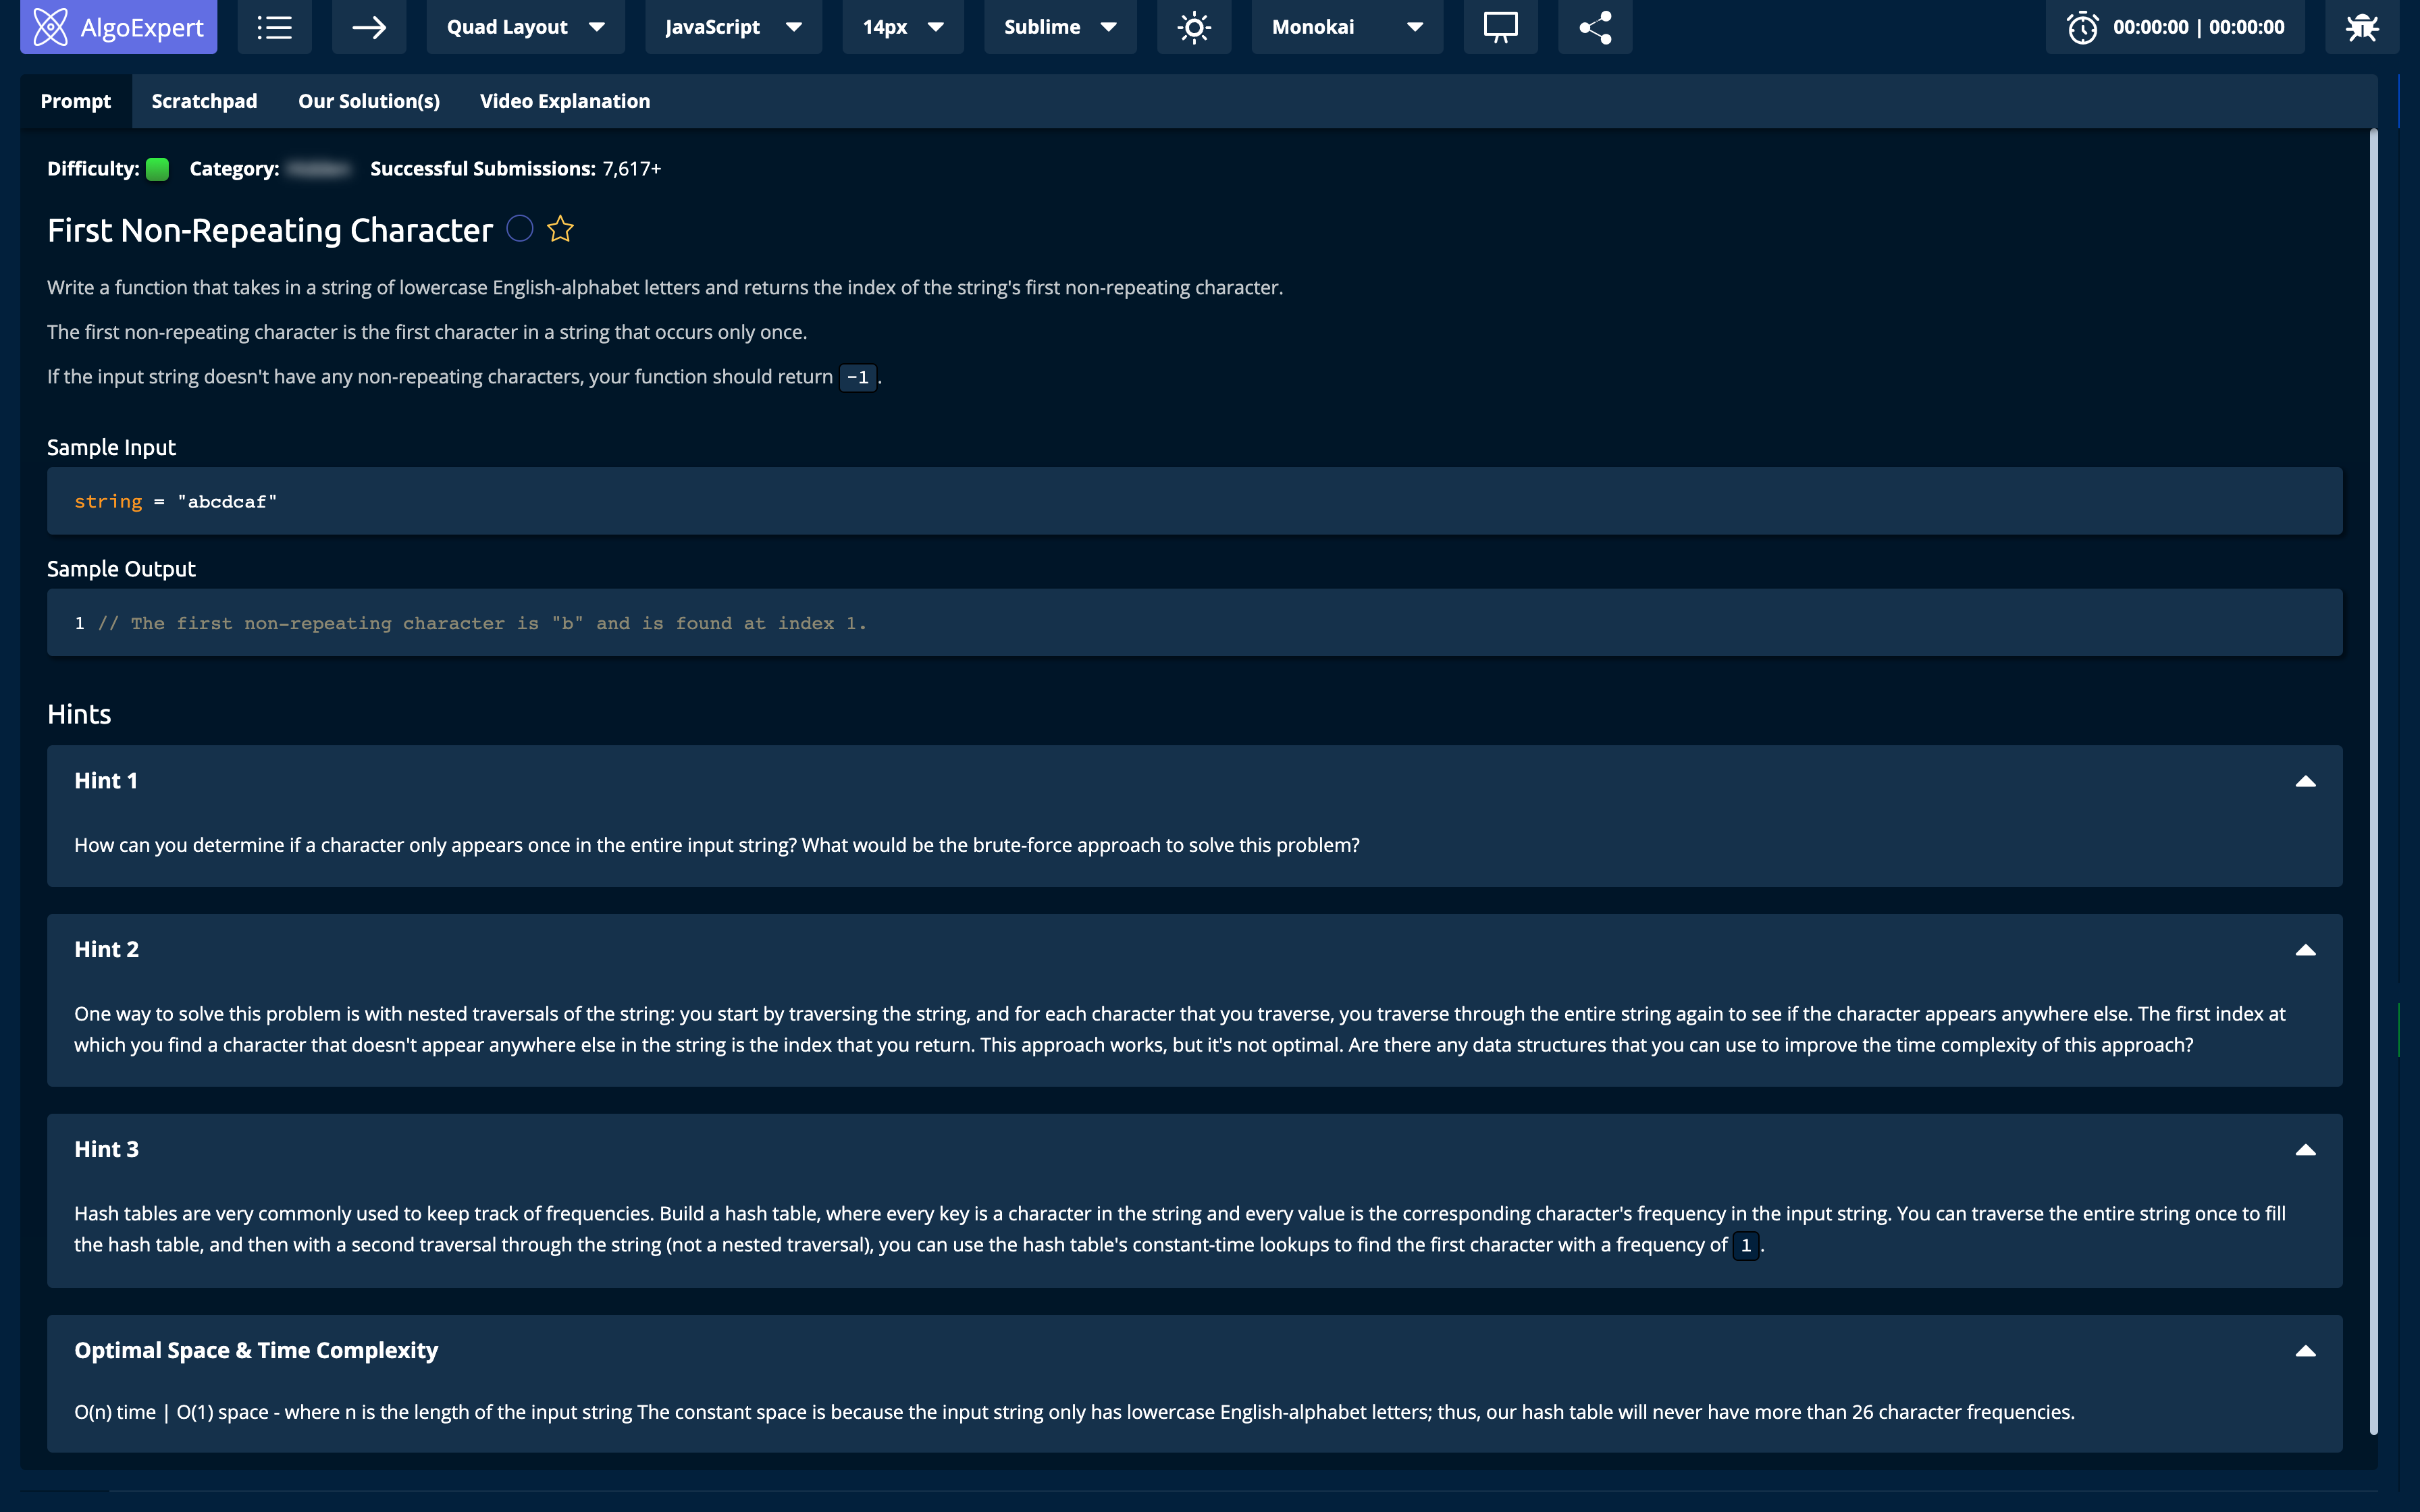 AlgoExpert
Quad Layout
JavaScript
14px
Sublime
Monokai
00:00:00 | 00:00:00
Prompt
Scratchpad
Our Solution(s)
Video Explanation
Difficulty: Category: Successful Submissions: 7,617+
First Non-Repeating Character
Write a function that takes in a string of lowercase English-alphabet letters and returns the index of the string's first non-repeating character.
The first non-repeating character is the first character in a string that occurs only once.
If the input string doesn't have any non-repeating characters, your function should return -1.
Sample Input
string = "abcdcaf"
Sample Output
1 // The first non-repeating character is "b" and is found at index 1.
Hints
Hint 1
How can you determine if a character only appears once in the entire input string? What would be the brute-force approach to solve this problem?
Hint 2
One way to solve this problem is with nested traversals of the string: you start by traversing the string, and for each character that you traverse, you traverse through the entire string again to see if the character appears anywhere else. The first index at
which you find a character that doesn't appear anywhere else in the string is the index that you return. This approach works, but it's not optimal. Are there any data structures that you can use to improve the time complexity of this approach?
Hint 3
Hash tables are very commonly used to keep track of frequencies. Build a hash table, where every key is a character in the string and every value is the corresponding character's frequency in the input string. You can traverse the entire string once to fill
the hash table, and then with a second traversal through the string (not a nested traversal), you can use the hash table's constant-time lookups to find the first character with a frequency of 1.
Optimal Space & Time Complexity
O(n) time | O(1) space - where n is the length of the input string The constant space is because the input string only has lowercase English-alphabet letters; thus, our hash table will never have more than 26 character frequencies.